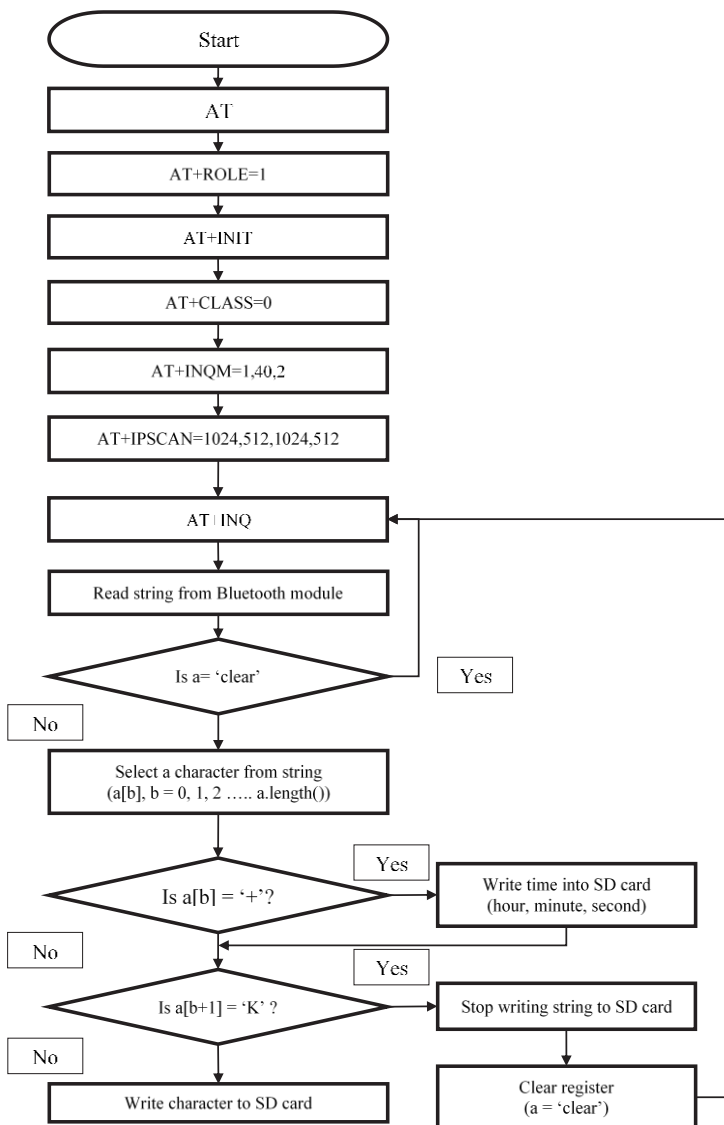 Start
AT
AT+ROLE=1
AT+INIT
AT+CLASS=0
AT+INQM=1,40,2
AT+IPSCAN=1024,512,1024,512
AT+INQ
Read string from Bluetooth module
Is a= ‘clear’
Yes
No
Select a character from string
(a[b], b = 0, 1, 2 ….. a.length())
Yes
Is a[b] = ‘+’?
Write time into SD card
(hour, minute, second)
No
Yes
Is a[b+1] = ‘K’ ?
Stop writing string to SD card
No
Write character to SD card
Clear register
(a = ‘clear’)